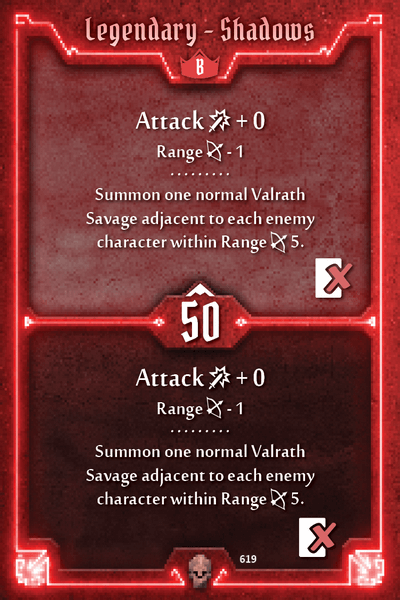 Legendary - Shadows
B
Attack + 0
Range - 1
Summon one normal Valrath
Savage adjacent to each enemy
character within Range 5.
50
Attack + 0
Range - 1
Summon one normal Valrath
Savage adjacent to each enemy
character within Range 5.
619